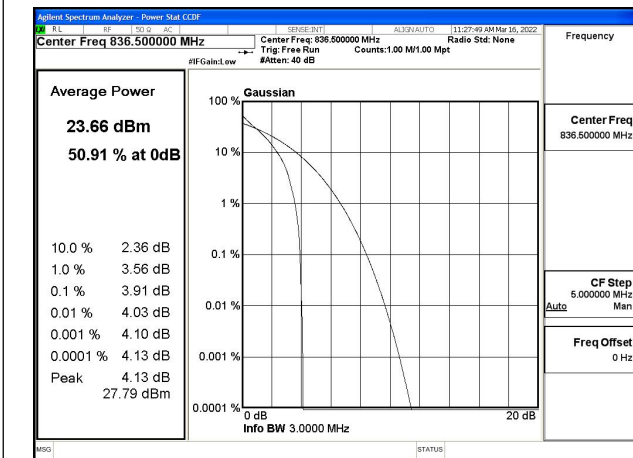 Agilent Spectrum Analyzer - Power Stat CCDF
RL RF 50 Ω AC SENSE:INT ALIGN AUTO 11:27:49 AM Mar 16, 2022
Center Freq 836.500000 MHz
Center Freq: 836.500000 MHz Radio Std: None
Trig: Free Run Counts:1.00 M/1.00 Mpt
#IFGain:Low #Atten: 40 dB
Frequency
Center Freq
836.500000 MHz
CF Step
5.000000 MHz
Auto Man
Freq Offset
0 Hz
Average Power
23.66 dBm
50.91 % at 0dB
10.0 % 2.36 dB
1.0 % 3.56 dB
0.1 % 3.91 dB
0.01 % 4.03 dB
0.001 % 4.10 dB
0.0001 % 4.13 dB
Peak 4.13 dB
27.79 dBm
Gaussian
100 %
10 %
1 %
0.1 %
0.01 %
0.001 %
0.0001 %
0 dB 20 dB
Info BW 3.0000 MHz
MSG STATUS